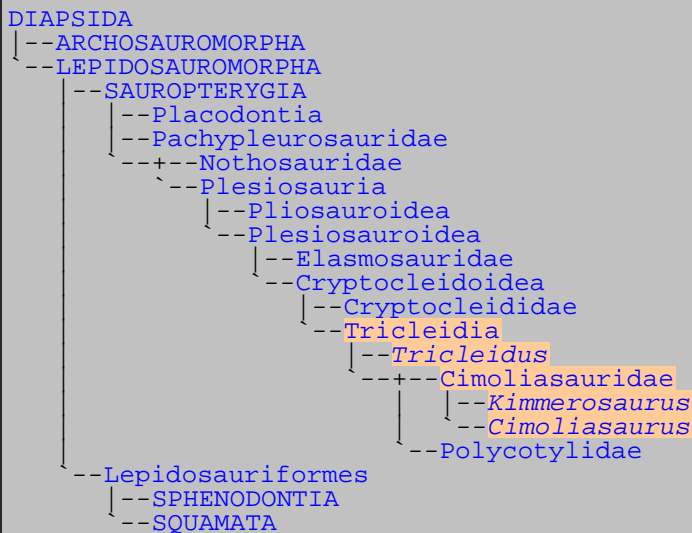 DIAPSIDA
|--ARCHOSAUROMORPHA
`--LEPIDOSAUROMORPHA
   |--SAUROPTERYGIA
   |  |--Placodontia
   |  |--Pachypleurosauridae
   |  `--+--Nothosauridae
   |     `--Plesiosauria
   |        |--Pliosauroidea
   |        `--Plesiosauroidea
   |           |--Elasmosauridae
   |           `--Cryptocleidoidea
   |              |--Cryptocleididae
   |              `--Tricleidia
   |                 |--Tricleidus
   |                 `--+--Cimoliasauridae
   |                    |  |--Kimmerosaurus
   |                    |  `--Cimoliasaurus
   |                    `--Polycotylidae
   `--Lepidosauriformes
      |--SPHENODONTIA
      `--SQUAMATA